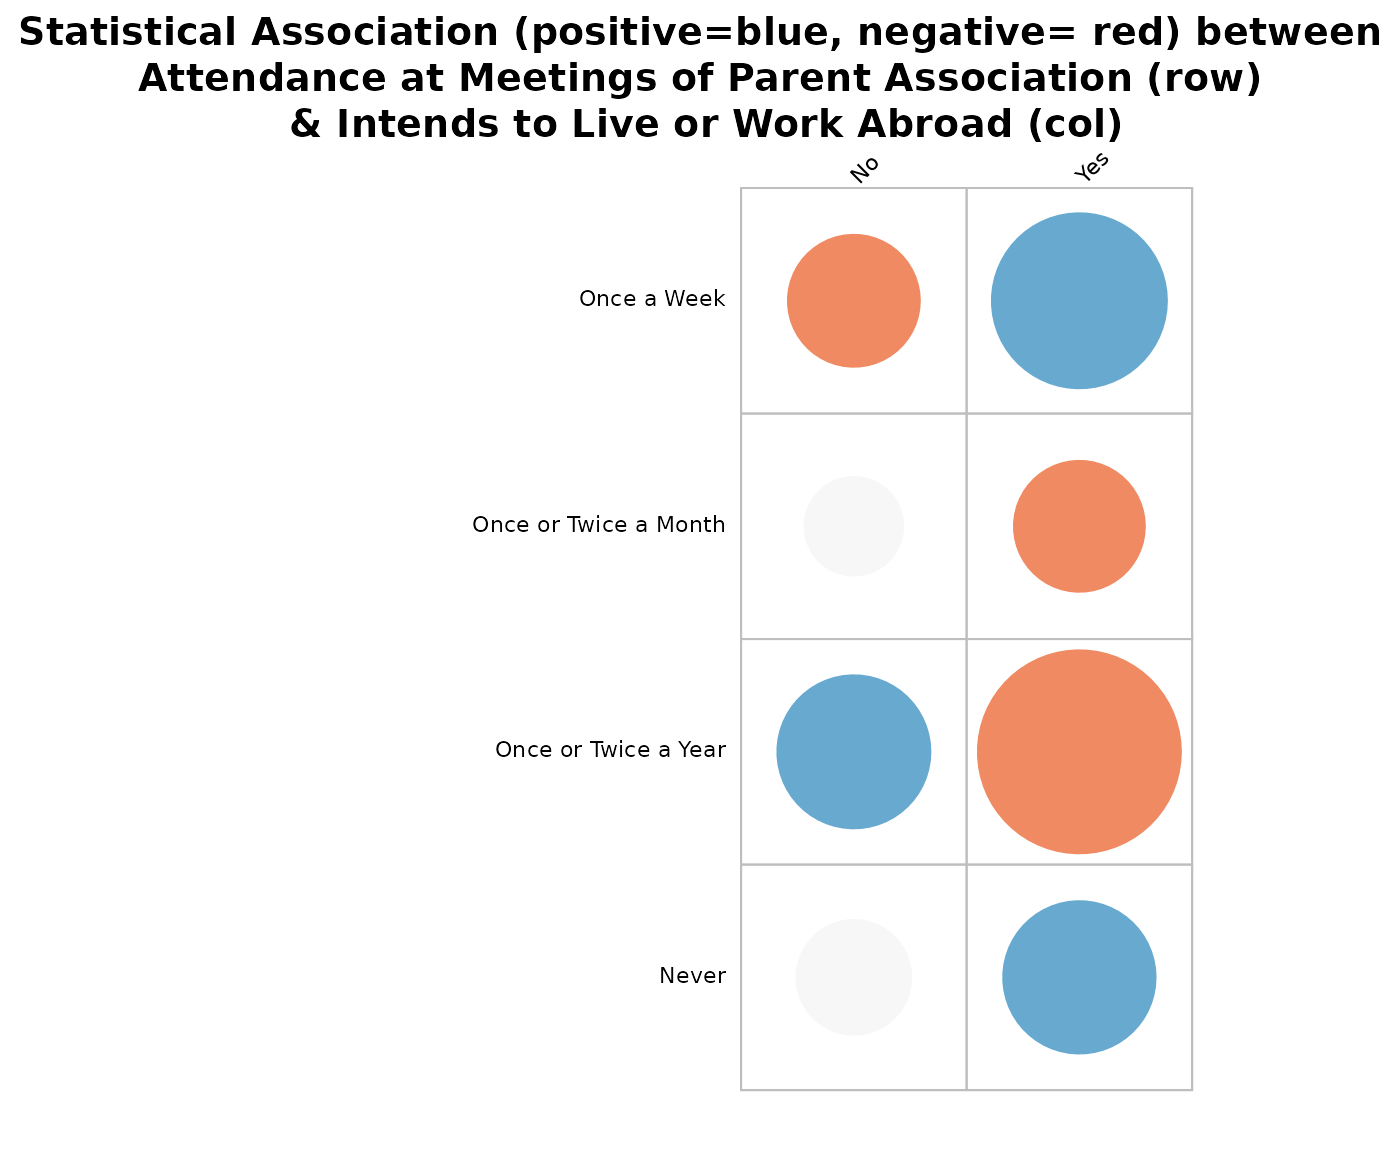 Statistical Association (positive=blue, negative= red) between
Attendance at Meetings of Parent Association (row)
& Intends to Live or Work Abroad (col)
No
Yes
Once a Week
Once or Twice a Month
Once or Twice a Year
Never